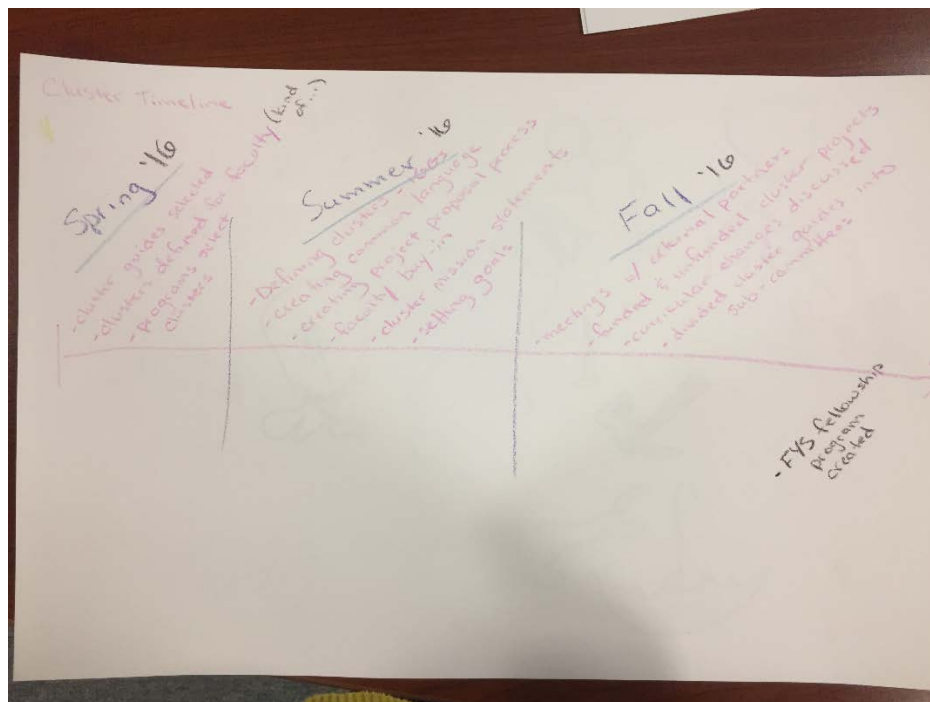 Cluster Timeline
Spring '16
- cluster guides selected
- clusters defined for faculty (kind
of...)
- programs select
clusters
Summer '16
- Defining clusters roles
- creating common language
- creating project proposal process
- faculty buy-in
- cluster mission statements
- setting goals
Fall '16
- meetings w/ external partners
- funded & unfunded cluster projects
- curricular changes discussed
- divided cluster guides into
sub-committees
- FYS fellowship
program
created